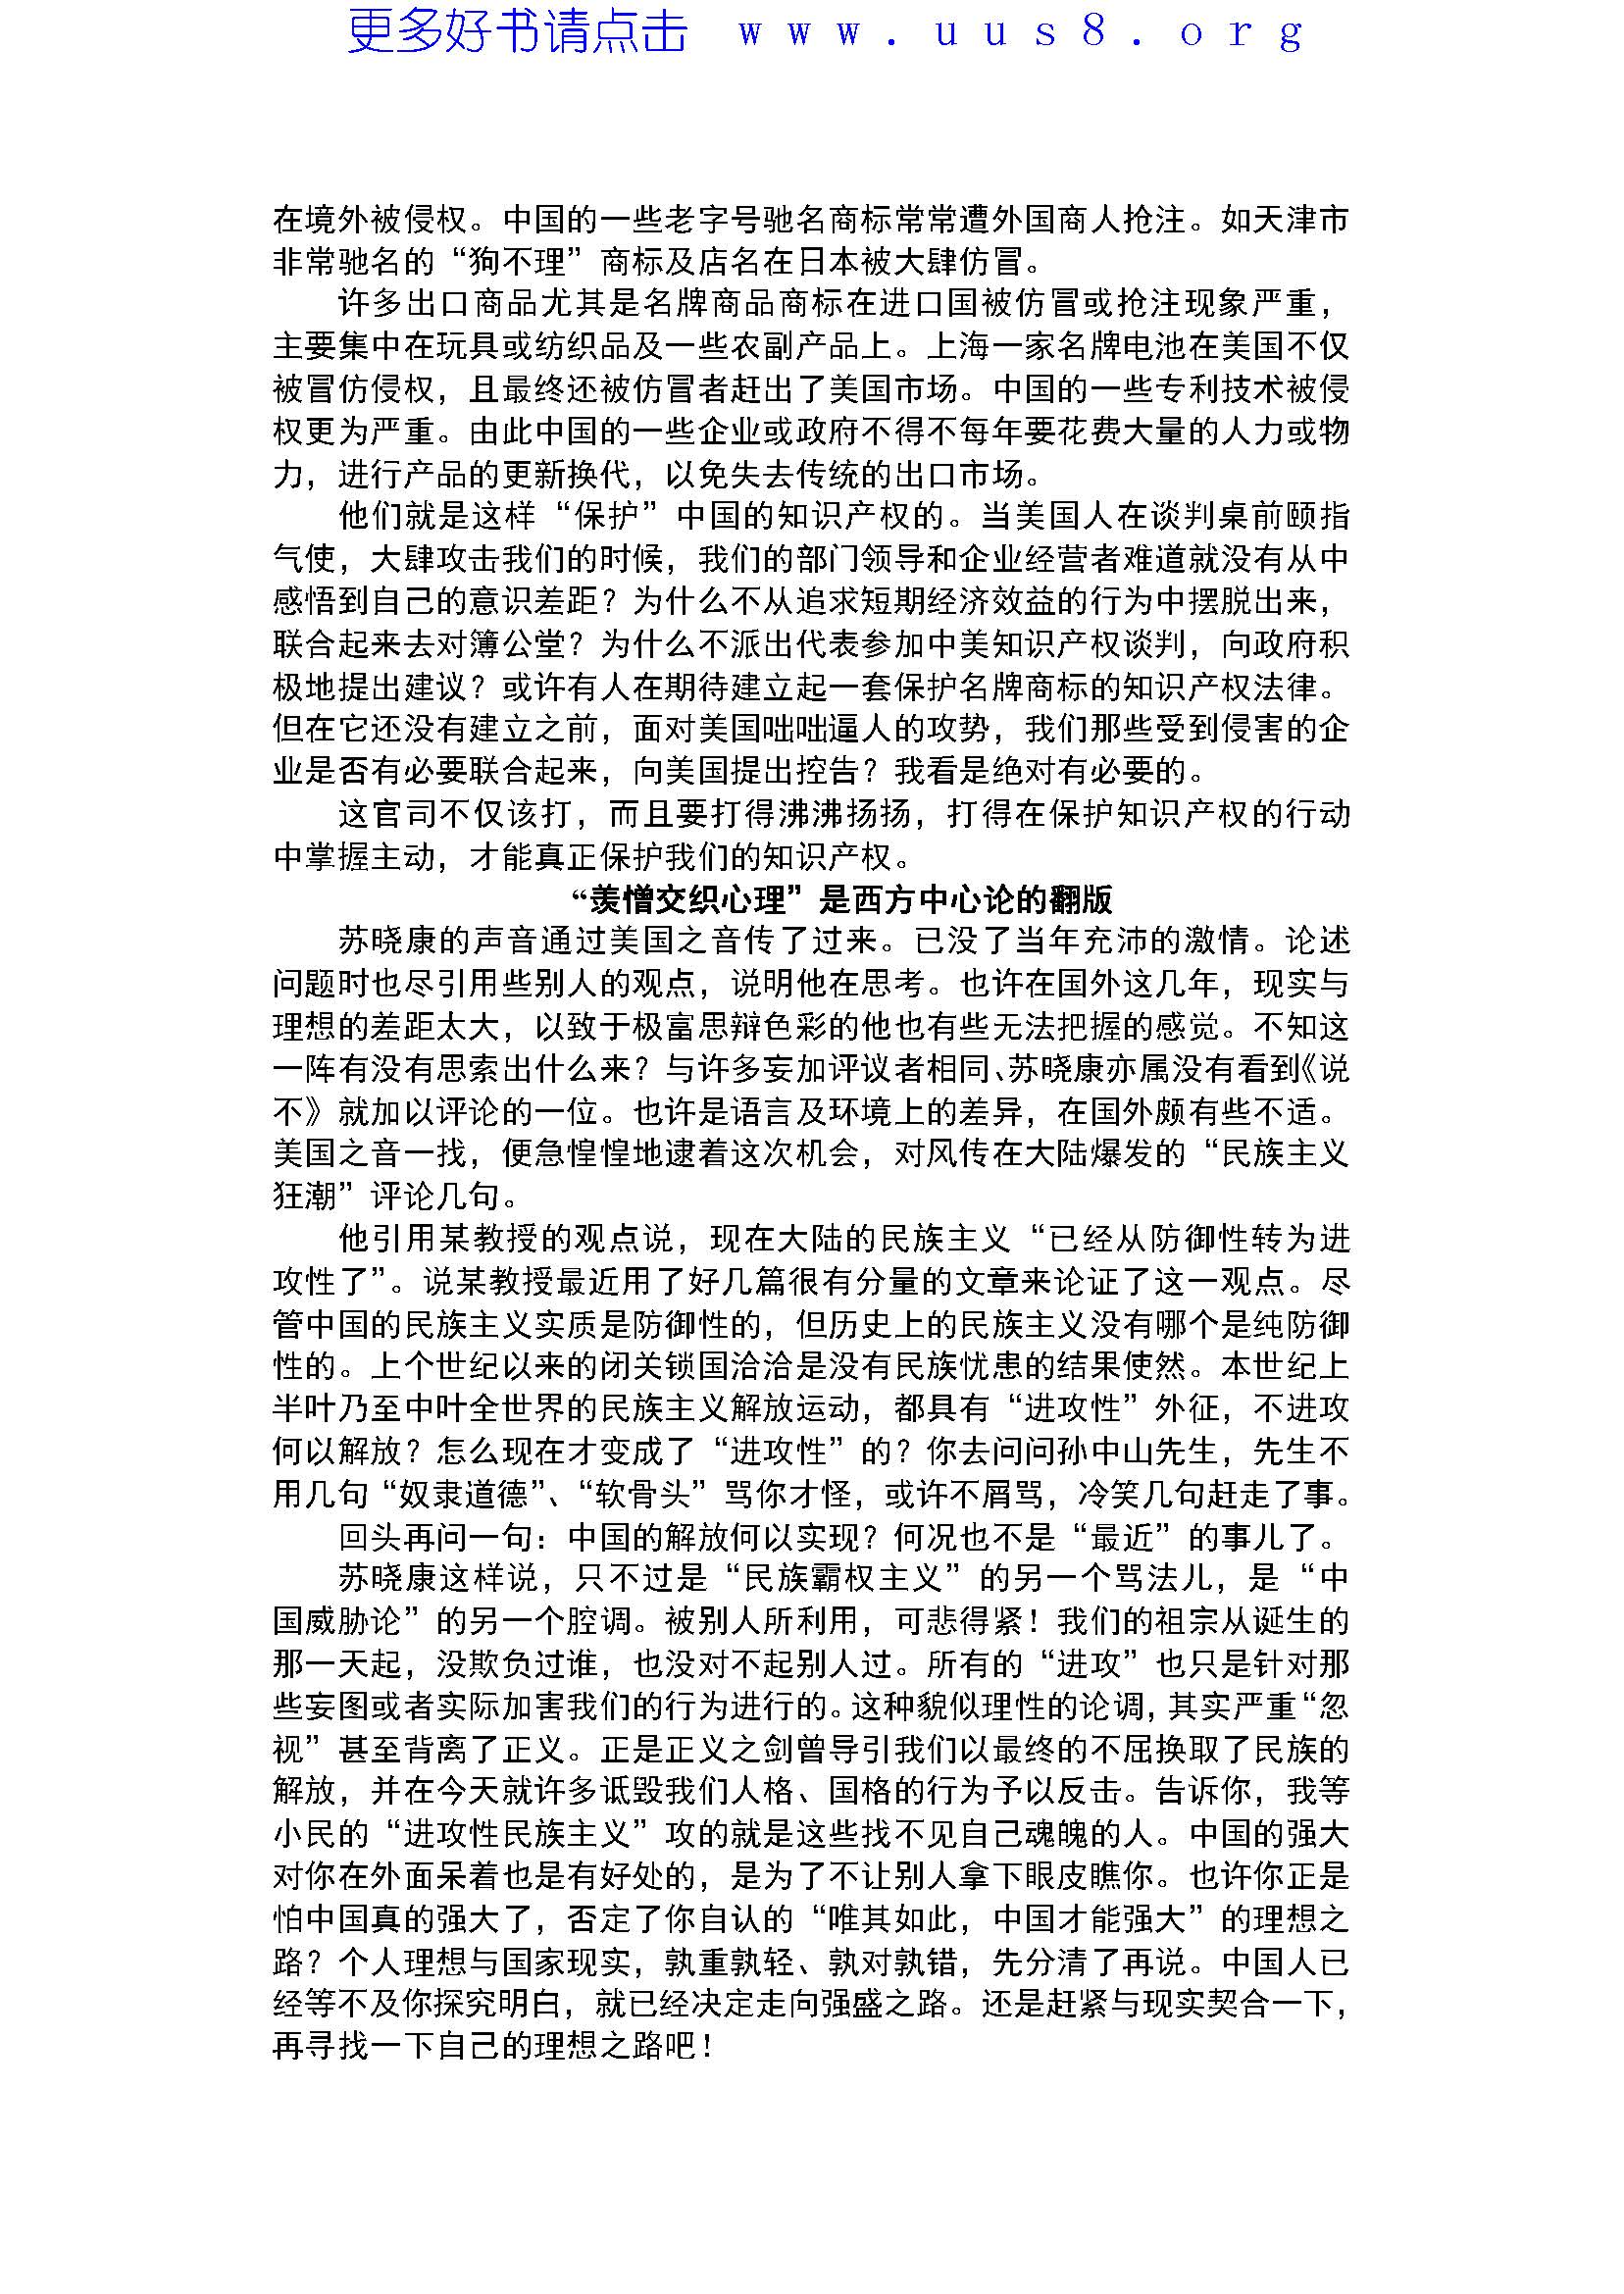 更多好书请点击 www.uus8.org
在境外被侵权。中国的一些老字号驰名商标常常遭外国商人抢注。如天津市
非常驰名的“狗不理”商标及店名在日本被大肆仿冒。
许多出口商品尤其是名牌商品商标在进口国被仿冒或抢注现象严重，
主要集中在玩具或纺织品及一些农副产品上。上海一家名牌电池在美国不仅
被冒仿侵权，且最终还被仿冒者赶出了美国市场。中国的一些专利技术被侵
权更为严重。由此中国的一些企业或政府不得不每年要花费大量的人力或物
力，进行产品的更新换代，以免失去传统的出口市场。
他们就是这样“保护”中国的知识产权的。当美国人在谈判桌前颐指
气使，大肆攻击我们的时候，我们的部门领导和企业经营者难道就没有从中
感悟到自己的意识差距？为什么不从追求短期经济效益的行为中摆脱出来，
联合起来去对簿公堂？为什么不派出代表参加中美知识产权谈判，向政府积
极地提出建议？或许有人在期待建立起一套保护名牌商标的知识产权法律。
但在它还没有建立之前，面对美国咄咄逼人的攻势，我们那些受到侵害的企
业是否有必要联合起来，向美国提出控告？我看是绝对有必要的。
这官司不仅该打，而且要打得沸沸扬扬，打得在保护知识产权的行动
中掌握主动，才能真正保护我们的知识产权。
“羡憎交织心理”是西方中心论的翻版
苏晓康的声音通过美国之音传了过来。已没了当年充沛的激情。论述
问题时也尽引用些别人的观点，说明他在思考。也许在国外这几年，现实与
理想的差距太大，以致于极富思辩色彩的他也有些无法把握的感觉。不知这
一阵有没有思索出什么来？与许多妄加评议者相同、苏晓康亦属没有看到《说
不》就加以评论的一位。也许是语言及环境上的差异，在国外颇有些不适。
美国之音一找，便急惶惶地逮着这次机会，对风传在大陆爆发的“民族主义
狂潮”评论几句。
他引用某教授的观点说，现在大陆的民族主义“已经从防御性转为进
攻性了”。说某教授最近用了好几篇很有分量的文章来论证了这一观点。尽
管中国的民族主义实质是防御性的，但历史上的民族主义没有哪个是纯防御
性的。上个世纪以来的闭关锁国洽洽是没有民族忧患的结果使然。本世纪上
半叶乃至中叶全世界的民族主义解放运动，都具有“进攻性”外征，不进攻
何以解放？怎么现在才变成了“进攻性”的？你去问问孙中山先生，先生不
用几句“奴隶道德”、“软骨头”骂你才怪，或许不屑骂，冷笑几句赶走了事。
回头再问一句：中国的解放何以实现？何况也不是“最近”的事儿了。
苏晓康这样说，只不过是“民族霸权主义”的另一个骂法儿，是“中
国威胁论”的另一个腔调。被别人所利用，可悲得紧！我们的祖宗从诞生的
那一天起，没欺负过谁，也没对不起别人过。所有的“进攻”也只是针对那
些妄图或者实际加害我们的行为进行的。这种貌似理性的论调，其实严重“忽
视”甚至背离了正义。正是正义之剑曾导引我们以最终的不屈换取了民族的
解放，并在今天就许多诋毁我们人格、国格的行为予以反击。告诉你，我等
小民的“进攻性民族主义”攻的就是这些找不见自己魂魄的人。中国的强大
对你在外面呆着也是有好处的，是为了不让别人拿下眼皮瞧你。也许你正是
怕中国真的强大了，否定了你自认的“唯其如此，中国才能强大”的理想之
路？个人理想与国家现实，孰重孰轻、孰对孰错，先分清了再说。中国人已
经等不及你探究明白，就已经决定走向强盛之路。还是赶紧与现实契合一下，
再寻找一下自己的理想之路吧！